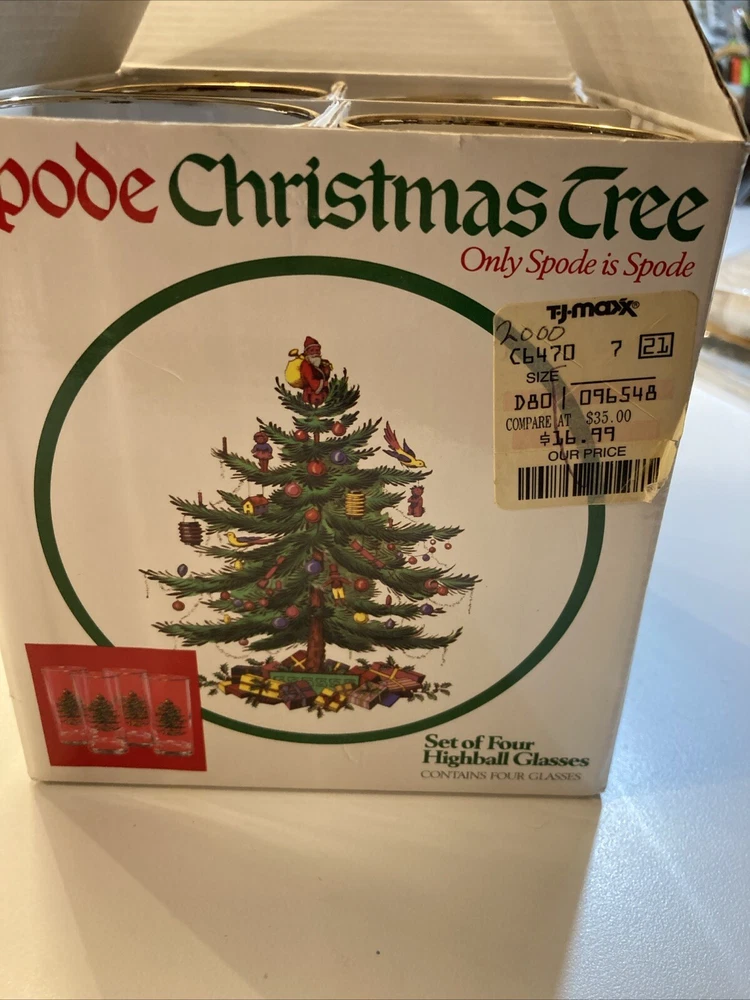 pode Christmas Tree
Only Spode is Spode
T·J·maxx®
2000
C6470 7 21
SIZE
D80 | 096548
COMPARE AT $35.00
$16.99
OUR PRICE
Set of Four
Highball Glasses
CONTAINS FOUR GLASSES